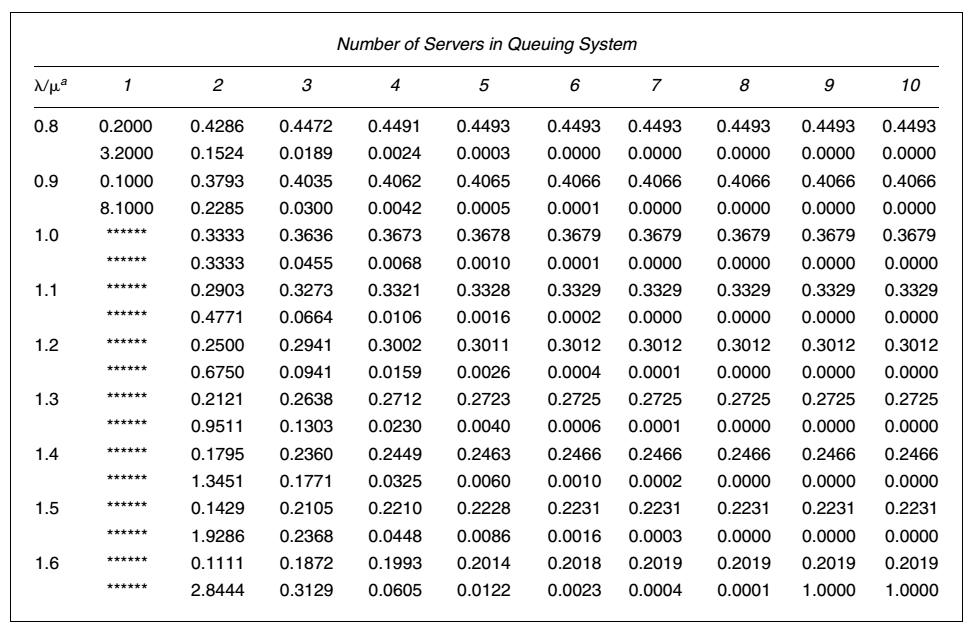 Number of Servers in Queuing System
λ/μᵃ 1 2 3 4 5 6 7 8 9 10
0.8 0.2000 0.4286 0.4472 0.4491 0.4493 0.4493 0.4493 0.4493 0.4493 0.4493
3.2000 0.1524 0.0189 0.0024 0.0003 0.0000 0.0000 0.0000 0.0000 0.0000
0.9 0.1000 0.3793 0.4035 0.4062 0.4065 0.4066 0.4066 0.4066 0.4066 0.4066
8.1000 0.2285 0.0300 0.0042 0.0005 0.0001 0.0000 0.0000 0.0000 0.0000
1.0 ****** 0.3333 0.3636 0.3673 0.3678 0.3679 0.3679 0.3679 0.3679 0.3679
****** 0.3333 0.0455 0.0068 0.0010 0.0001 0.0000 0.0000 0.0000 0.0000
1.1 ****** 0.2903 0.3273 0.3321 0.3328 0.3329 0.3329 0.3329 0.3329 0.3329
****** 0.4771 0.0664 0.0106 0.0016 0.0002 0.0000 0.0000 0.0000 0.0000
1.2 ****** 0.2500 0.2941 0.3002 0.3011 0.3012 0.3012 0.3012 0.3012 0.3012
****** 0.6750 0.0941 0.0159 0.0026 0.0004 0.0001 0.0000 0.0000 0.0000
1.3 ****** 0.2121 0.2638 0.2712 0.2723 0.2725 0.2725 0.2725 0.2725 0.2725
****** 0.9511 0.1303 0.0230 0.0040 0.0006 0.0001 0.0000 0.0000 0.0000
1.4 ****** 0.1795 0.2360 0.2449 0.2463 0.2466 0.2466 0.2466 0.2466 0.2466
****** 1.3451 0.1771 0.0325 0.0060 0.0010 0.0002 0.0000 0.0000 0.0000
1.5 ****** 0.1429 0.2105 0.2210 0.2228 0.2231 0.2231 0.2231 0.2231 0.2231
****** 1.9286 0.2368 0.0448 0.0086 0.0016 0.0003 0.0000 0.0000 0.0000
1.6 ****** 0.1111 0.1872 0.1993 0.2014 0.2018 0.2019 0.2019 0.2019 0.2019
****** 2.8444 0.3129 0.0605 0.0122 0.0023 0.0004 0.0001 1.0000 1.0000